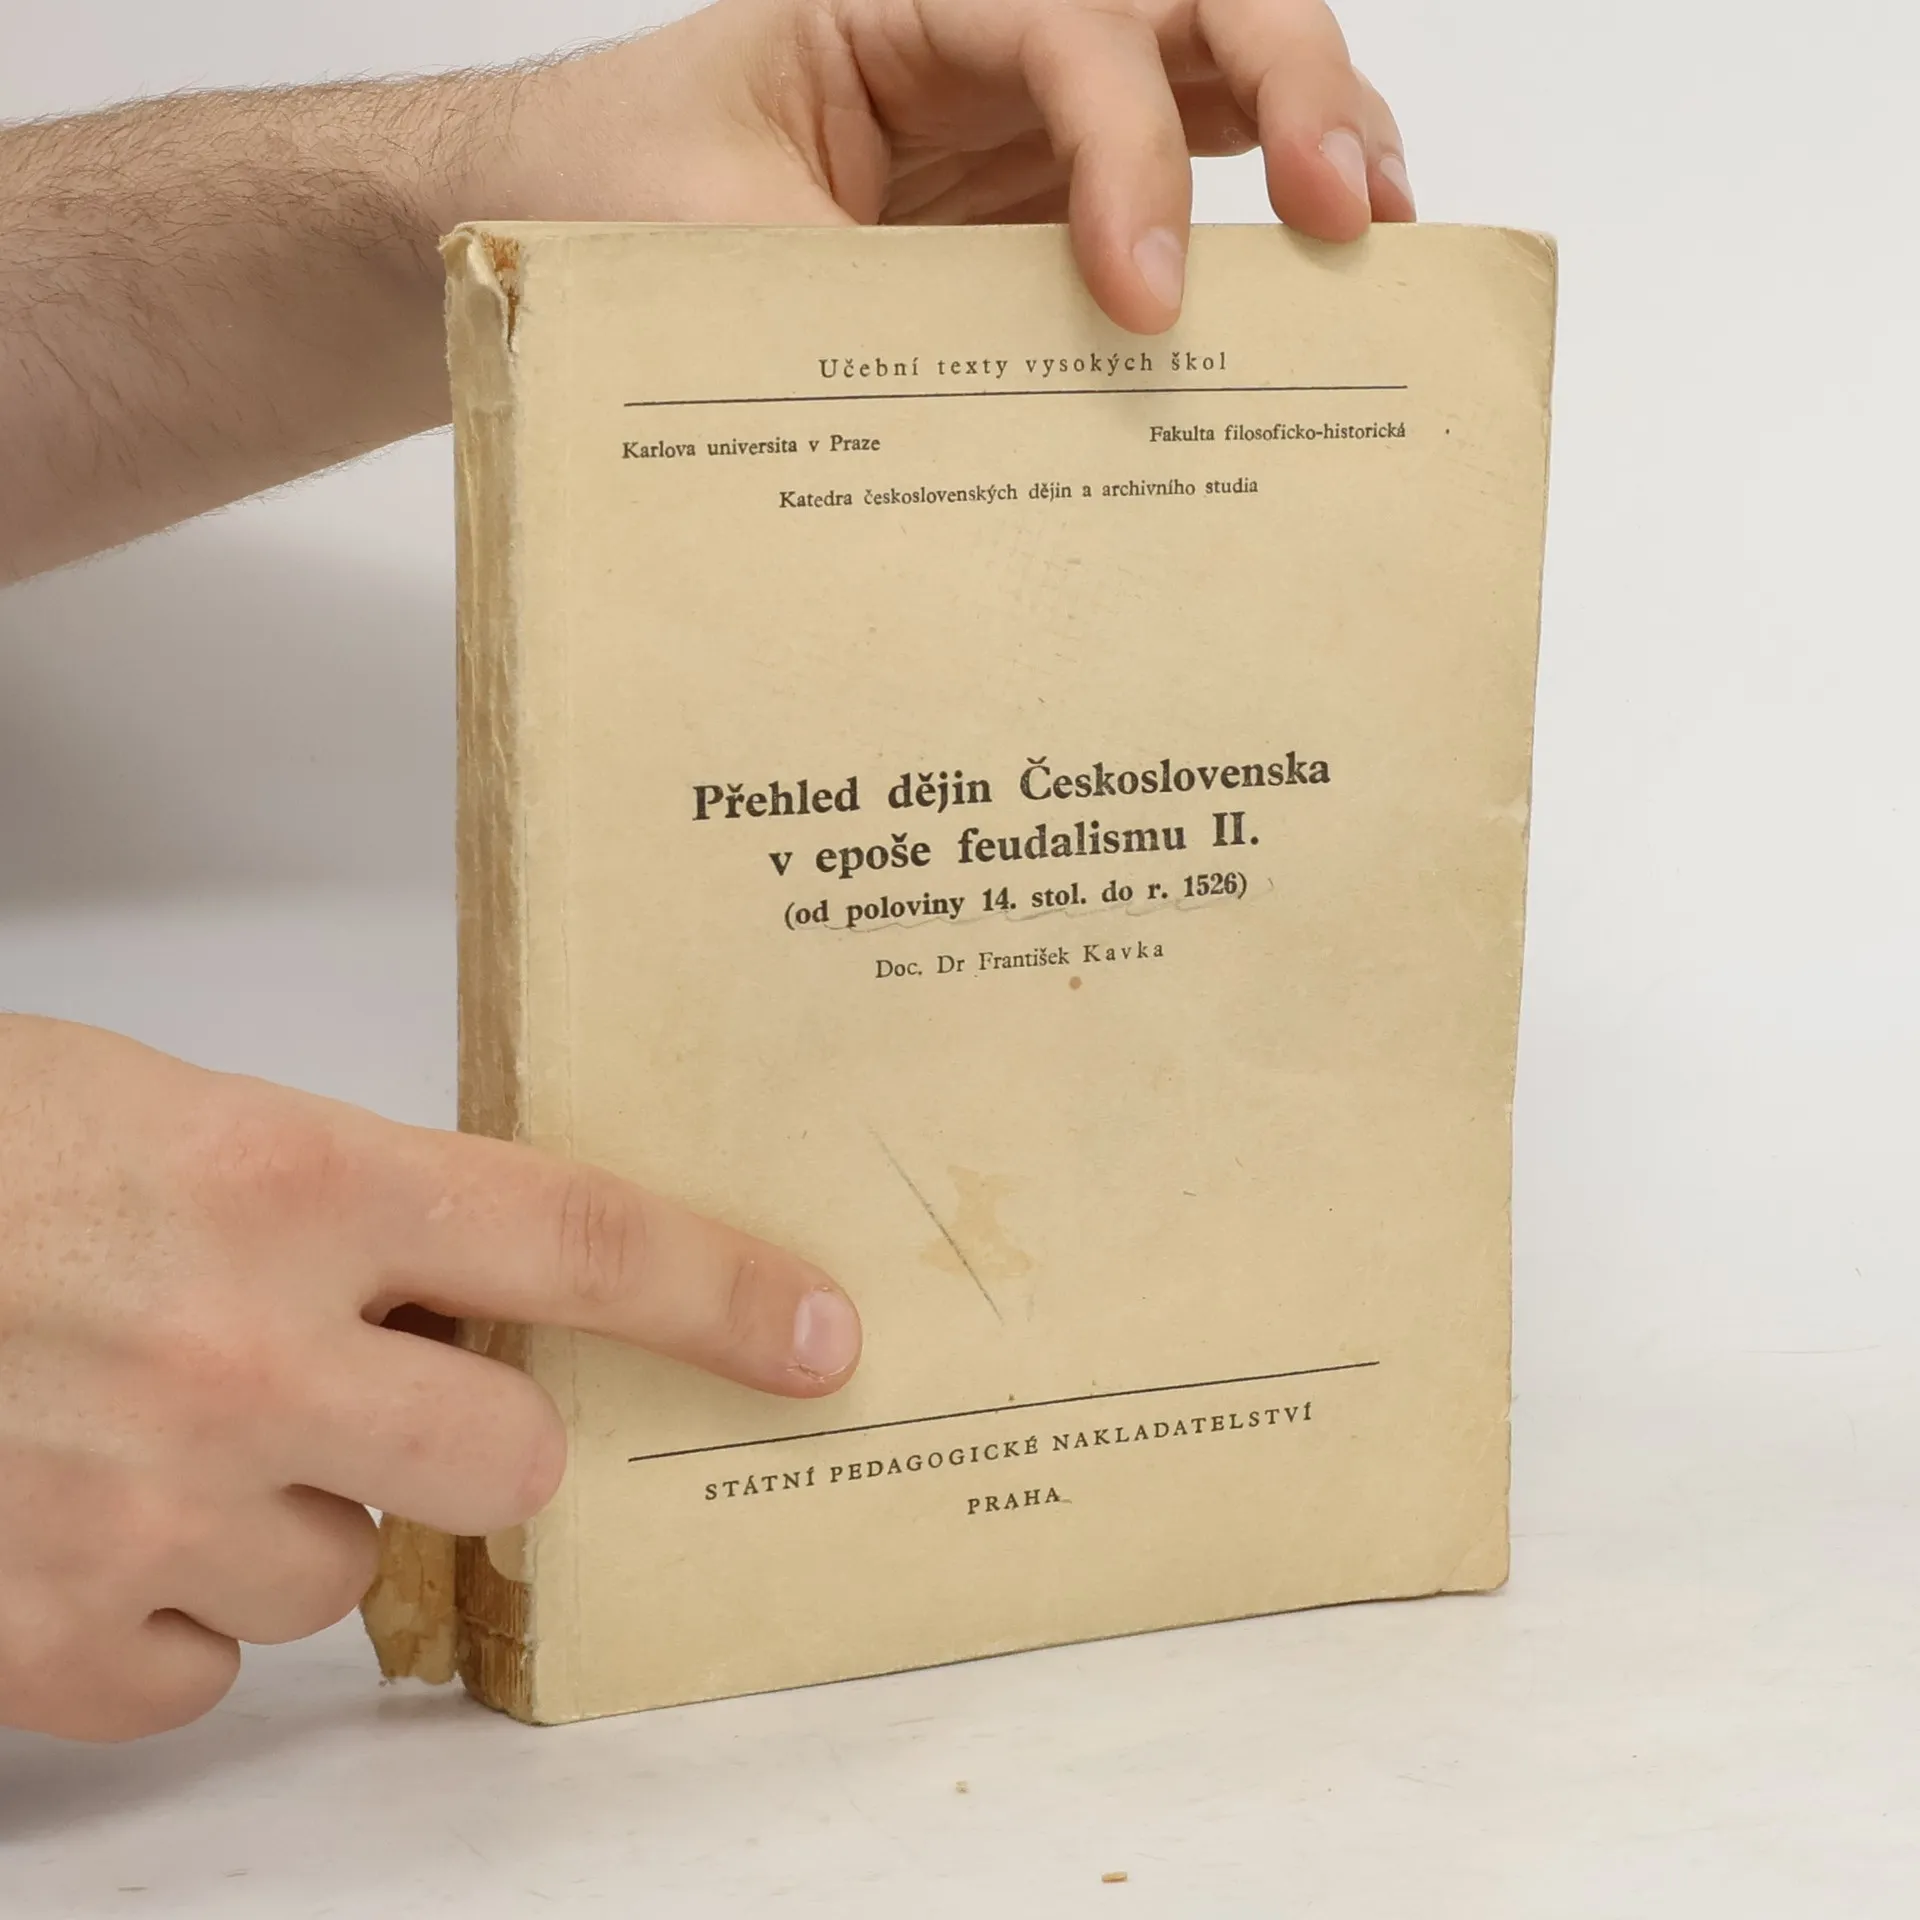 Učební texty vysokých škol
Karlova universita v Praze
Fakulta filosoficko-historická
Katedra československých dějin a archivního studia
Přehled dějin Československa
v epoše feudalismu II.
(od poloviny 14. stol. do r. 1526)
Doc. Dr František Kavka
STÁTNÍ PEDAGOGICKÉ NAKLADATELSTVÍ
PRAHA